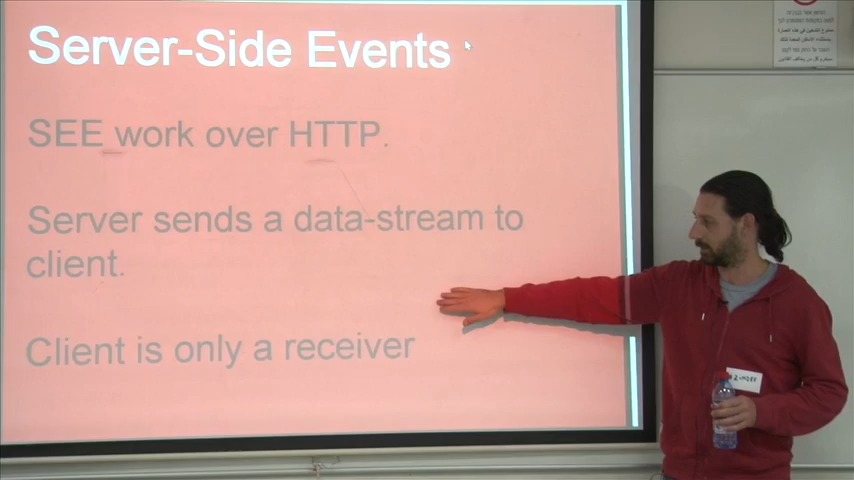 Server-Side Events
SEE work over HTTP.
Server sends a data-stream to
client.
Client is only a receiver